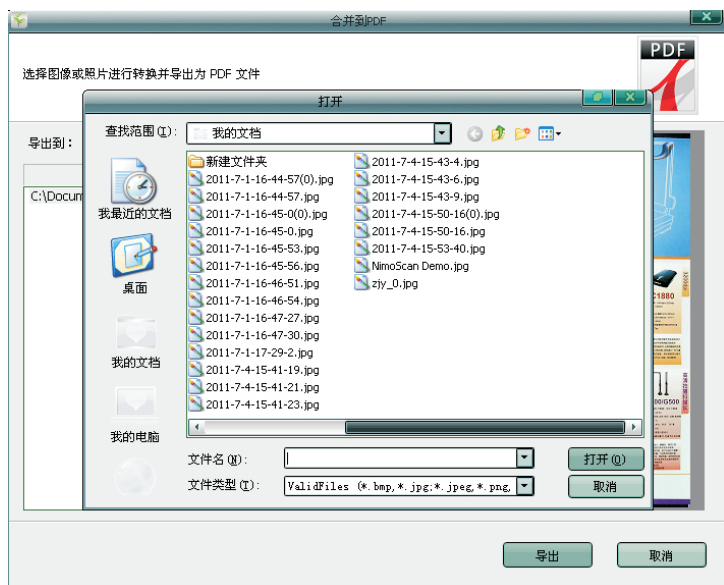 合并到PDF
PDF
选择图像或照片进行转换并导出为 PDF 文件
打开
导出到：
查找范围(I):
我的文档
C:\Docum
我最近的文档
桌面
我的文档
我的电脑
新建文件夹
2011-7-1-16-44-57(0).jpg
2011-7-1-16-44-57.jpg
2011-7-1-16-45-0(0).jpg
2011-7-1-16-45-0.jpg
2011-7-1-16-45-53.jpg
2011-7-1-16-45-56.jpg
2011-7-1-16-46-51.jpg
2011-7-1-16-46-54.jpg
2011-7-1-16-47-27.jpg
2011-7-1-16-47-30.jpg
2011-7-1-17-29-2.jpg
2011-7-4-15-41-19.jpg
2011-7-4-15-41-21.jpg
2011-7-4-15-41-23.jpg
2011-7-4-15-43-4.jpg
2011-7-4-15-43-6.jpg
2011-7-4-15-43-9.jpg
2011-7-4-15-50-16(0).jpg
2011-7-4-15-50-16.jpg
2011-7-4-15-53-40.jpg
NimoScan Demo.jpg
zjy_0.jpg
文件名(N):
打开(O)
文件类型(T):
ValidFiles (*.bmp,*.jpg;*.jpeg,*.png,
取消
C1880
00/G500
导出
取消